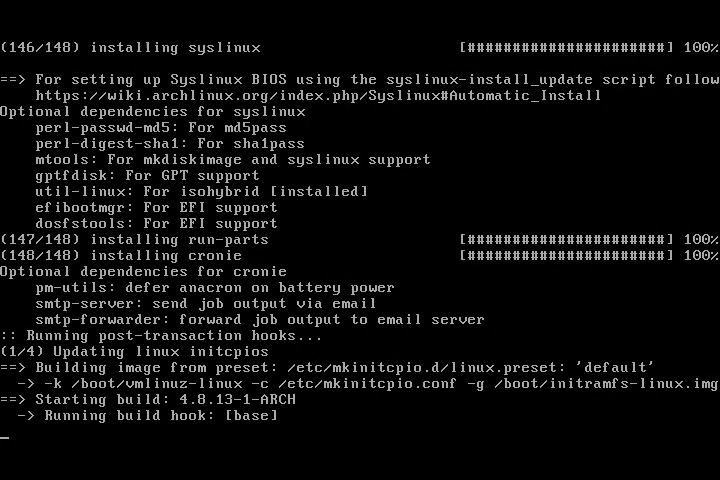 (146/148) installing syslinux [######################] 100%
==> For setting up Syslinux BIOS using the syslinux-install_update script follow
https://wiki.archlinux.org/index.php/Syslinux#Automatic_Install
Optional dependencies for syslinux
perl-passwd-md5: For md5pass
perl-digest-sha1: For sha1pass
mtools: For mkdiskimage and syslinux support
gptfdisk: For GPT support
util-linux: For isohybrid [installed]
efibootmgr: For EFI support
dosfstools: For EFI support
(147/148) installing run-parts [######################] 100%
(148/148) installing cronie [######################] 100%
Optional dependencies for cronie
pm-utils: defer anacron on battery power
smtp-server: send job output via email
smtp-forwarder: forward job output to email server
:: Running post-transaction hooks...
(1/4) Updating linux initcpios
==> Building image from preset: /etc/mkinitcpio.d/linux.preset: 'default'
-> -k /boot/vmlinuz-linux -c /etc/mkinitcpio.conf -g /boot/initramfs-linux.img
==> Starting build: 4.8.13-1-ARCH
-> Running build hook: [base]